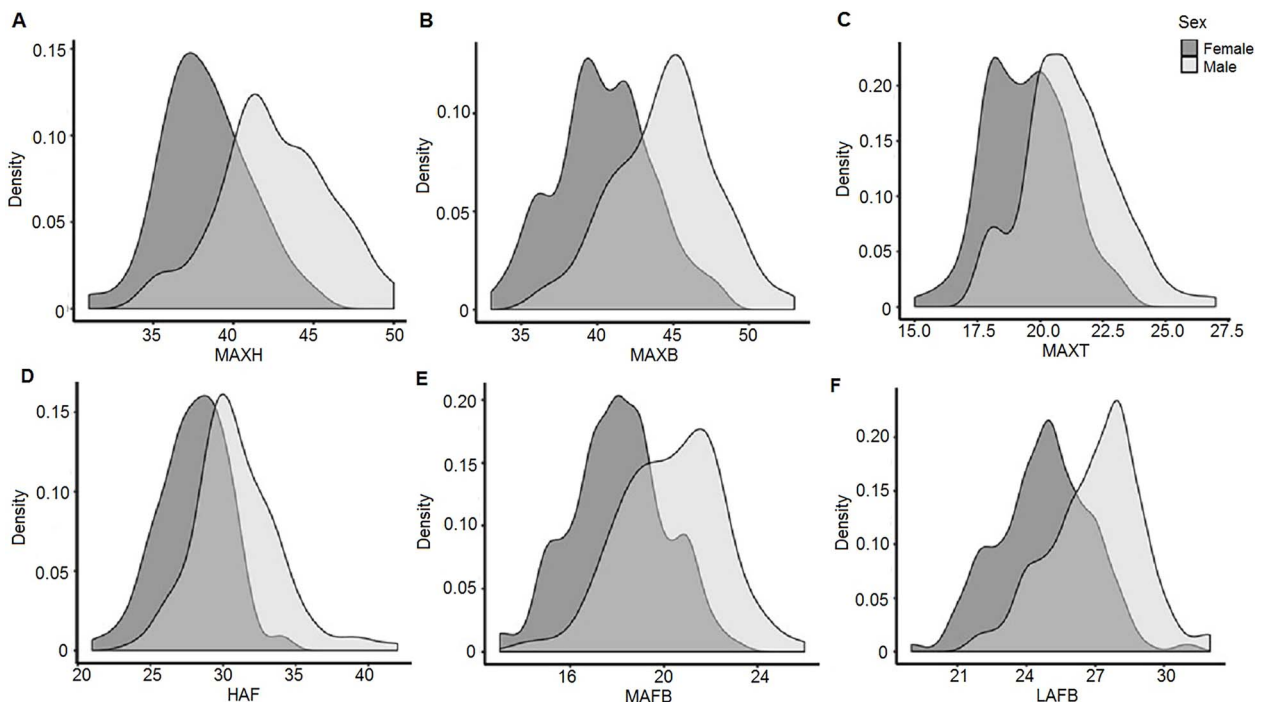 A
0.15
0.10
0.05
0
Density
35
40
45
50
MAXH
B
0.10
0.05
0
Density
35
40
45
50
MAXB
C
0.20
0.15
0.10
0.05
0
Density
15.0
17.5
20.0
22.5
25.0
27.5
MAXT
Sex
Female
Male
D
0.15
0.10
0.05
0
Density
20
25
30
35
40
HAF
E
0.20
0.15
0.10
0.05
0
Density
16
20
24
MAFB
F
0.20
0.15
0.10
0.05
0
Density
21
24
27
30
LAFB